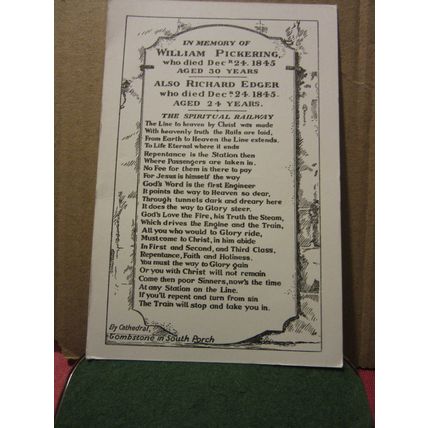 IN MEMORY OF
WILLIAM PICKERING,
who died Decr 24. 1845
AGED 30 YEARS
ALSO RICHARD EDGER
who died Decr 24. 1845.
AGED 24 YEARS.
THE SPIRITUAL RAILWAY
The Line to heaven by Christ was made
With heavenly truth the Rails are laid,
From Earth to Heaven the Line extends.
To Life Eternal where it ends
Repentance is the Station then
Where Passengers are taken in.
No Fee for them is there to pay
For Jesus is himself the way
God's Word is the first Engineer
It points the way to Heaven so dear,
Through tunnels dark and dreary here
It does the way to Glory steer.
God's Love the Fire, his Truth the Steam,
Which drives the Engine and the Train,
All you who would to Glory ride,
Must come to Christ, in him abide
In First and Second, and Third Class,
Repentance, Faith and Holiness.
You must the way to Glory gain
Or you with Christ will not remain
Come then poor Sinners, now's the time
At any Station on the Line.
If you'll repent and turn from sin
The Train will stop and take you in.
Ely Cathedral,
Tombstone in South Porch